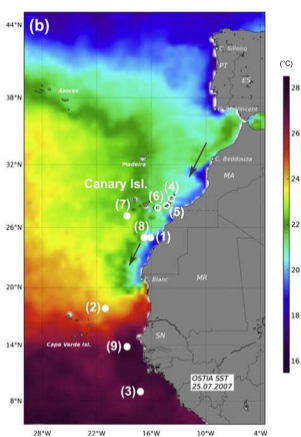 (b)
44°N
C. Silleiro
PT
ES
(°C)
Azores
38°N
28
26
32°N
Madeira
C. Beddouza
MA
Canary Isl.
(4)
(6)
(5)
(7)
24
26°N
(8)
(1)
22
C. Blanc
MR
20°N
(2)
20
Cape Verde Isl.
SN
14°N
(9)
18
OSTIA SST
25.07.2007
(3)
8°N
16
28°W
22°W
16°W
10°W
4°W